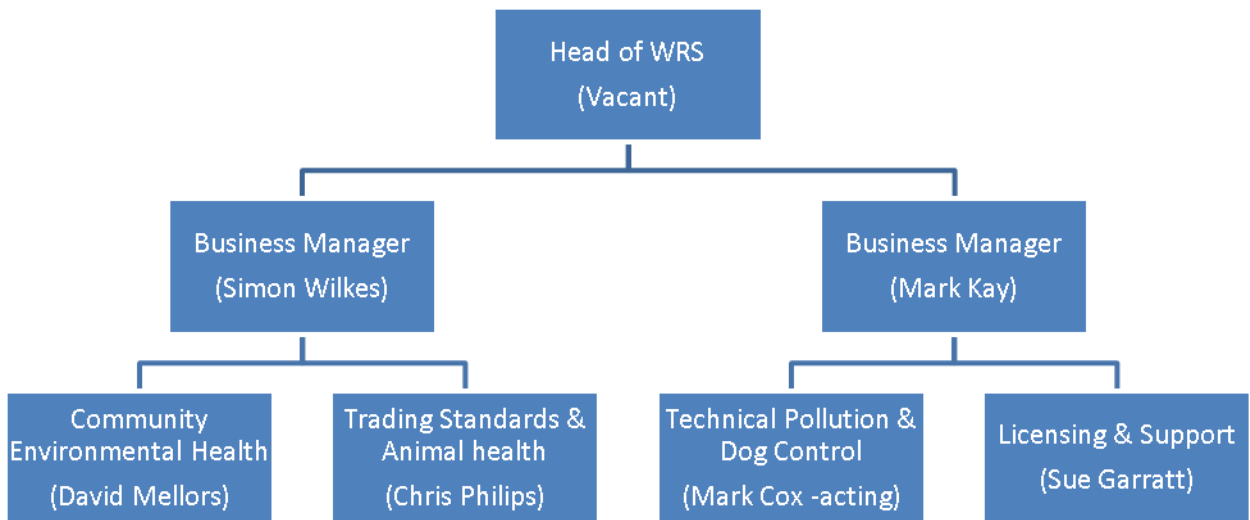 Head of WRS
(Vacant)
Business Manager
(Simon Wilkes)
Business Manager
(Mark Kay)
Community
Environmental Health
(David Mellors)
Trading Standards &
Animal health
(Chris Philips)
Technical Pollution &
Dog Control
(Mark Cox -acting)
Licensing & Support
(Sue Garratt)